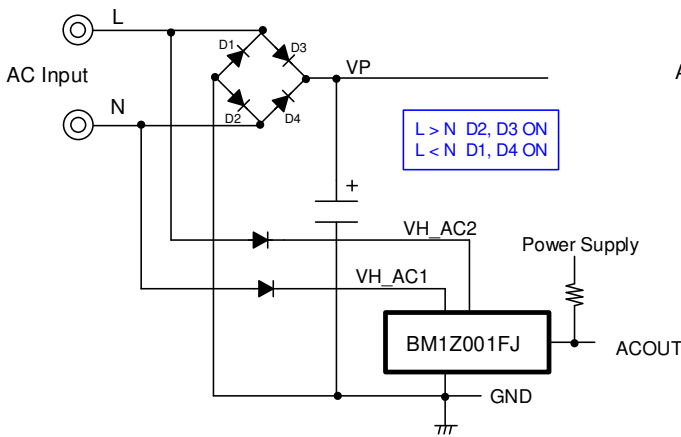 L
D1
D3
VP
AC Input
A
N
D2
D4
L > N D2, D3 ON
L < N D1, D4 ON
+
VH_AC2
Power Supply
VH_AC1
BM1Z001FJ
ACOUT
GND